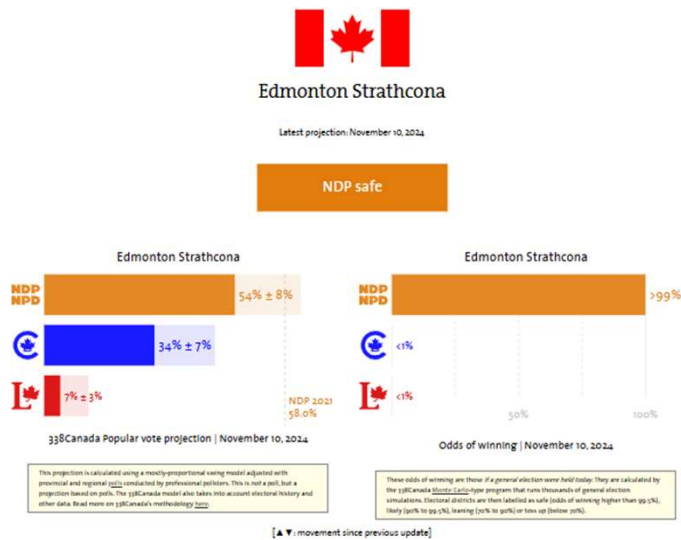 Edmonton Strathcona
Latest projection: November 10, 2024
NDP safe
Edmonton Strathcona
NDP
NPD
54% ± 8%
34% ± 7%
L
7% ± 3%
NDP 2021
58.0%
338Canada Popular vote projection | November 10, 2024
This projection is calculated using a mostly-proportional swing model adjusted with
provincial and regional polls conducted by professional pollsters. This is not a poll, but a
projection based on polls. The 338Canada model also takes into account electoral history and
other data. Read more on 338Canada's methodology here.
Edmonton Strathcona
NDP
NPD
>99%
C
<1%
L
<1%
50%
100%
Odds of winning | November 10, 2024
These odds of winning are those if a general election were held today. They are calculated by
the 338Canada Monte Carlo-type program that runs thousands of general election
simulations. Electoral districts are then labelled as safe (odds of winning higher than 99.5%),
likely (90% to 99.5%), leaning (70% to 90%) or toss up (below 70%).
[▲▼: movement since previous update]